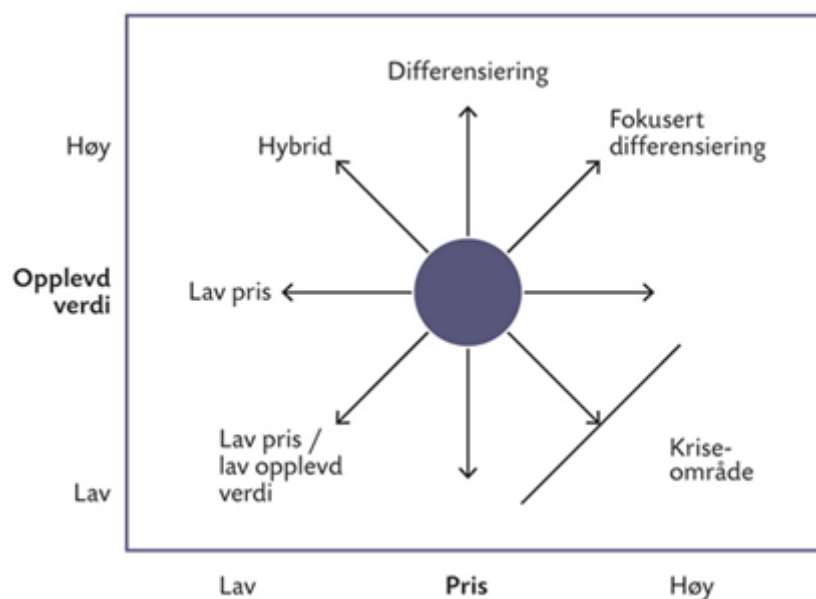 Differensiering
Høy
Hybrid
Fokusert
differensiering
Opplevd
verdi
Lav pris
Lav pris /
lav opplevd
verdi
Krise-
område
Lav
Lav
Pris
Høy